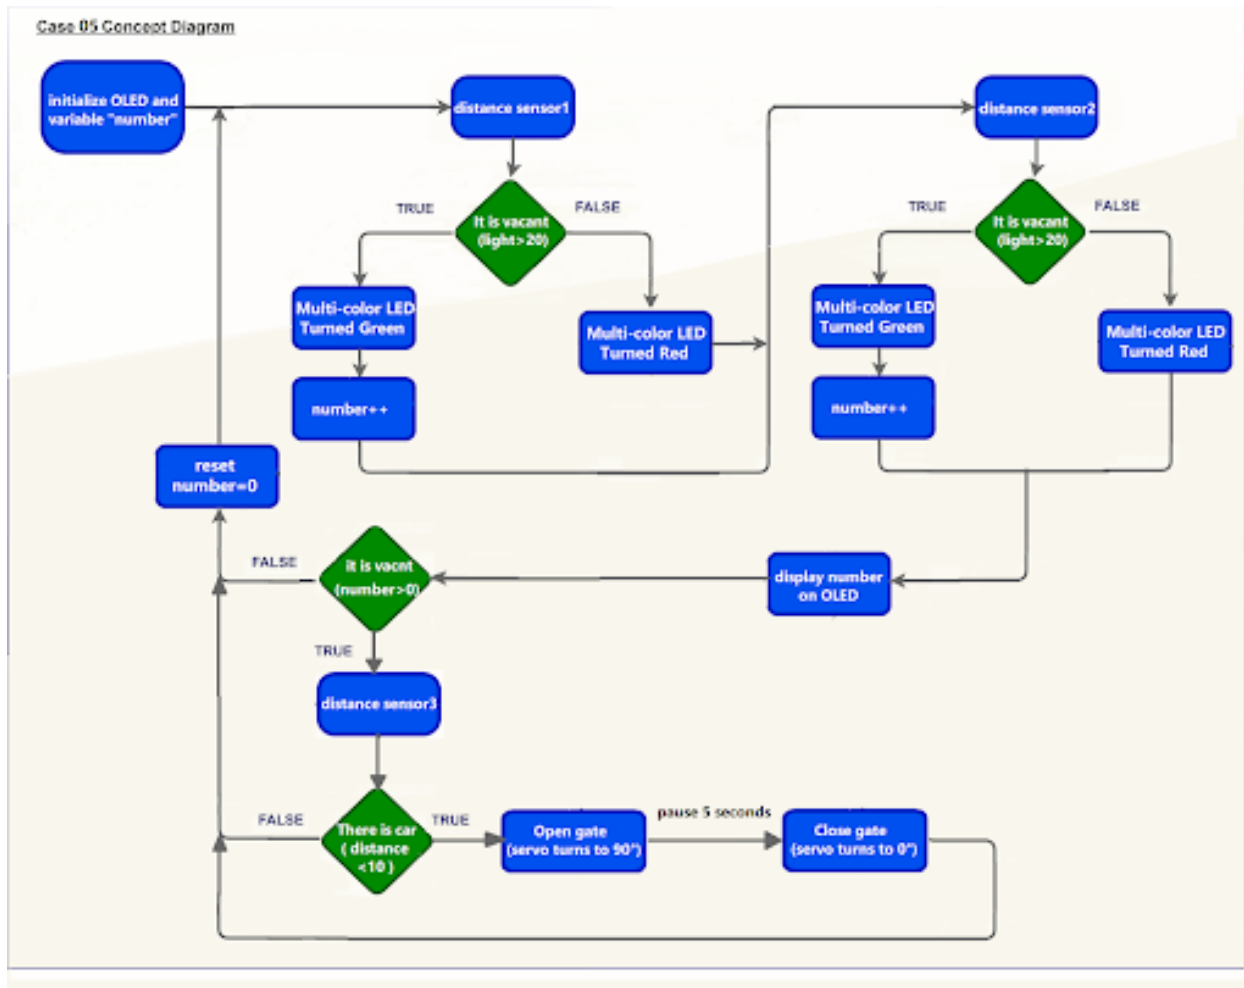 Case 05 Concept Diagram
initialize OLED and
variable "number"
distance sensor1
distance sensor2
TRUE
It is vacant
(light>20)
FALSE
TRUE
It is vacant
(light>20)
FALSE
Multi-color LED
Turned Green
Multi-color LED
Turned Red
Multi-color LED
Turned Green
Multi-color LED
Turned Red
number++
number++
reset
number=0
FALSE
it is vacnt
(number>0)
display number
on OLED
TRUE
distance sensor3
FALSE
There is car
( distance
<10 )
TRUE
Open gate
(servo turns to 90°)
pause 5 seconds
Close gate
(servo turns to 0°)